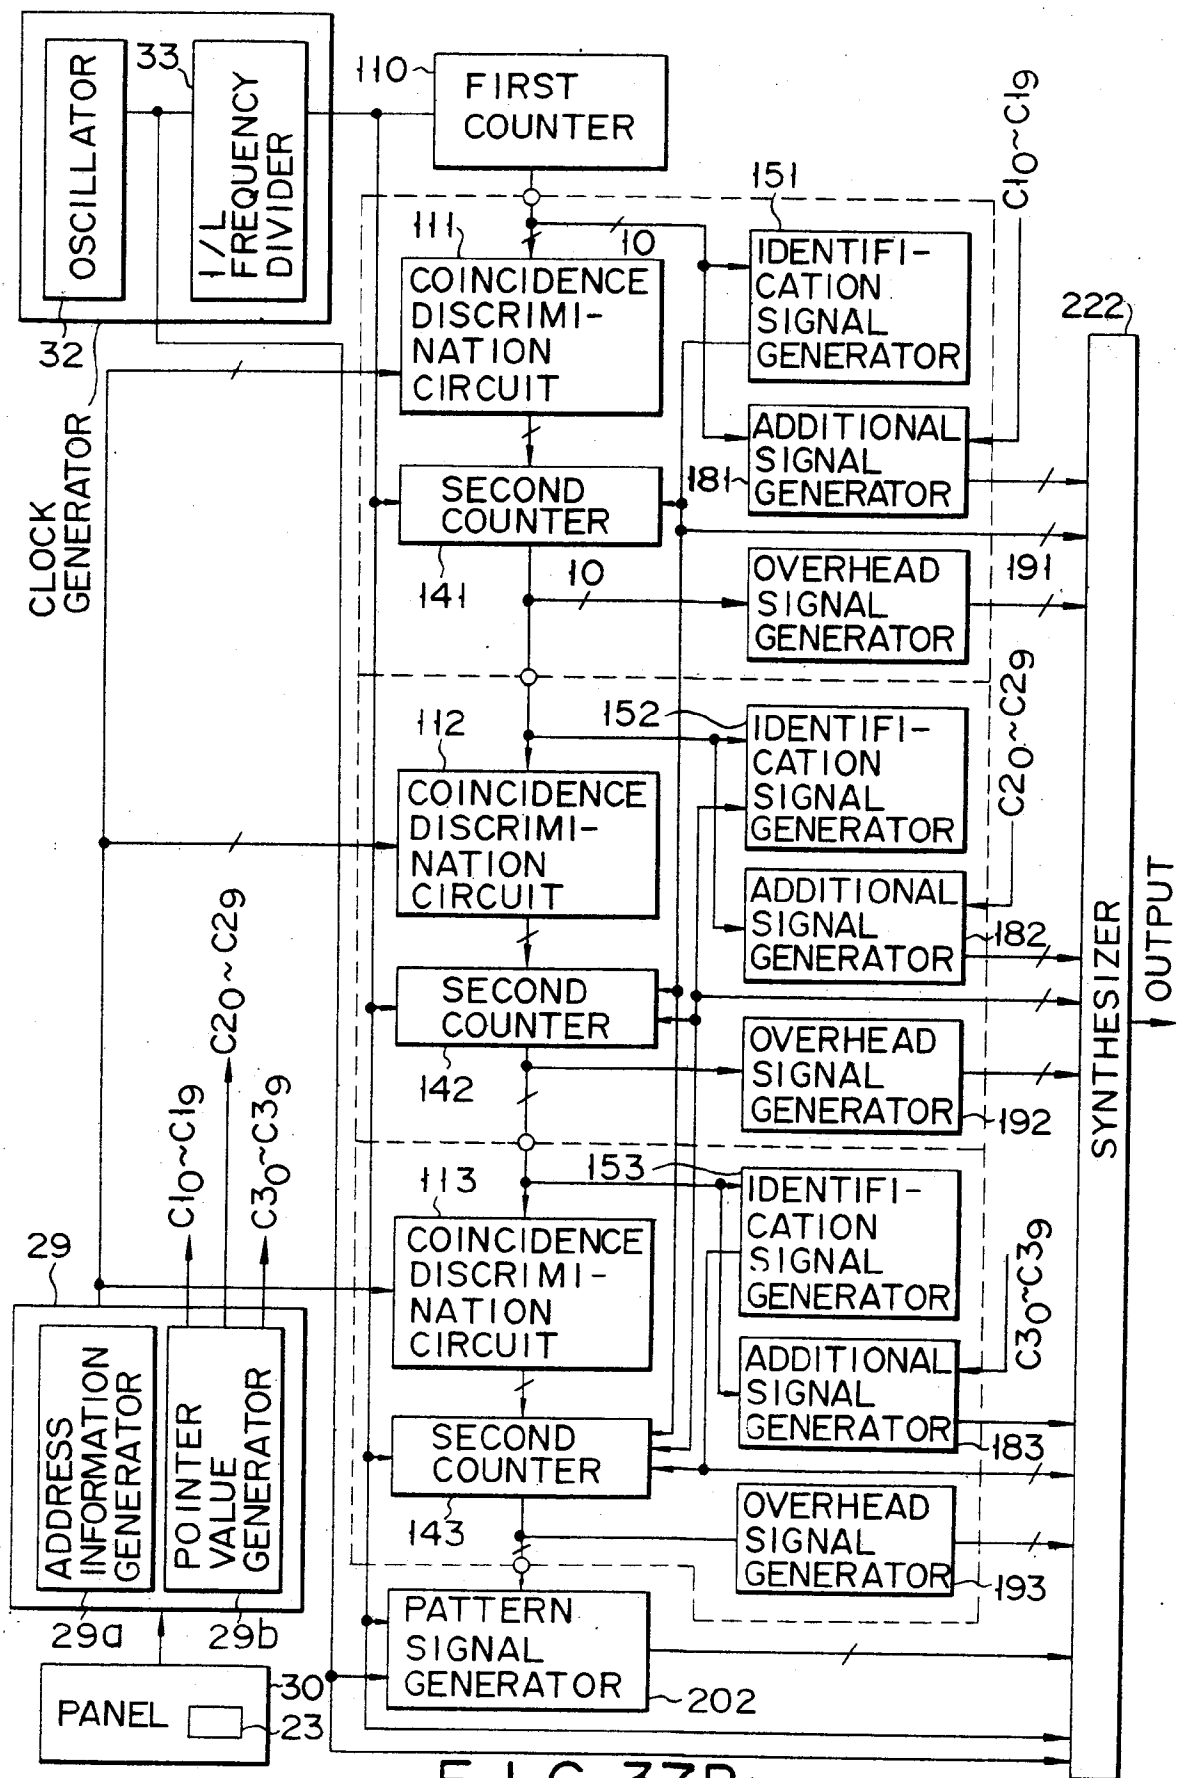 OSCILLATOR
33
1/L
FREQUENCY
DIVIDER
32
CLOCK
GENERATOR
110
FIRST
COUNTER
C10~C19
151
111
10
COINCIDENCE
DISCRIMI-
NATION
CIRCUIT
IDENTIFI-
CATION
SIGNAL
GENERATOR
222
ADDITIONAL
SIGNAL
GENERATOR
181
SECOND
COUNTER
141
10
OVERHEAD
SIGNAL
GENERATOR
191
C20~C29
152
112
IDENTIFI-
CATION
SIGNAL
GENERATOR
COINCIDENCE
DISCRIMI-
NATION
CIRCUIT
ADDITIONAL
SIGNAL
GENERATOR
182
SECOND
COUNTER
142
OVERHEAD
SIGNAL
GENERATOR
192
SYNTHESIZER
OUTPUT
C10~C19
C20~C29
C30~C39
153
113
IDENTIFI-
CATION
SIGNAL
GENERATOR
COINCIDENCE
DISCRIMI-
NATION
CIRCUIT
C30~C39
ADDITIONAL
SIGNAL
GENERATOR
183
SECOND
COUNTER
143
OVERHEAD
SIGNAL
GENERATOR
193
29
ADDRESS
INFORMATION
GENERATOR
POINTER
VALUE
GENERATOR
29a
29b
PATTERN
SIGNAL
GENERATOR
202
30
PANEL
23
FIG. 37B